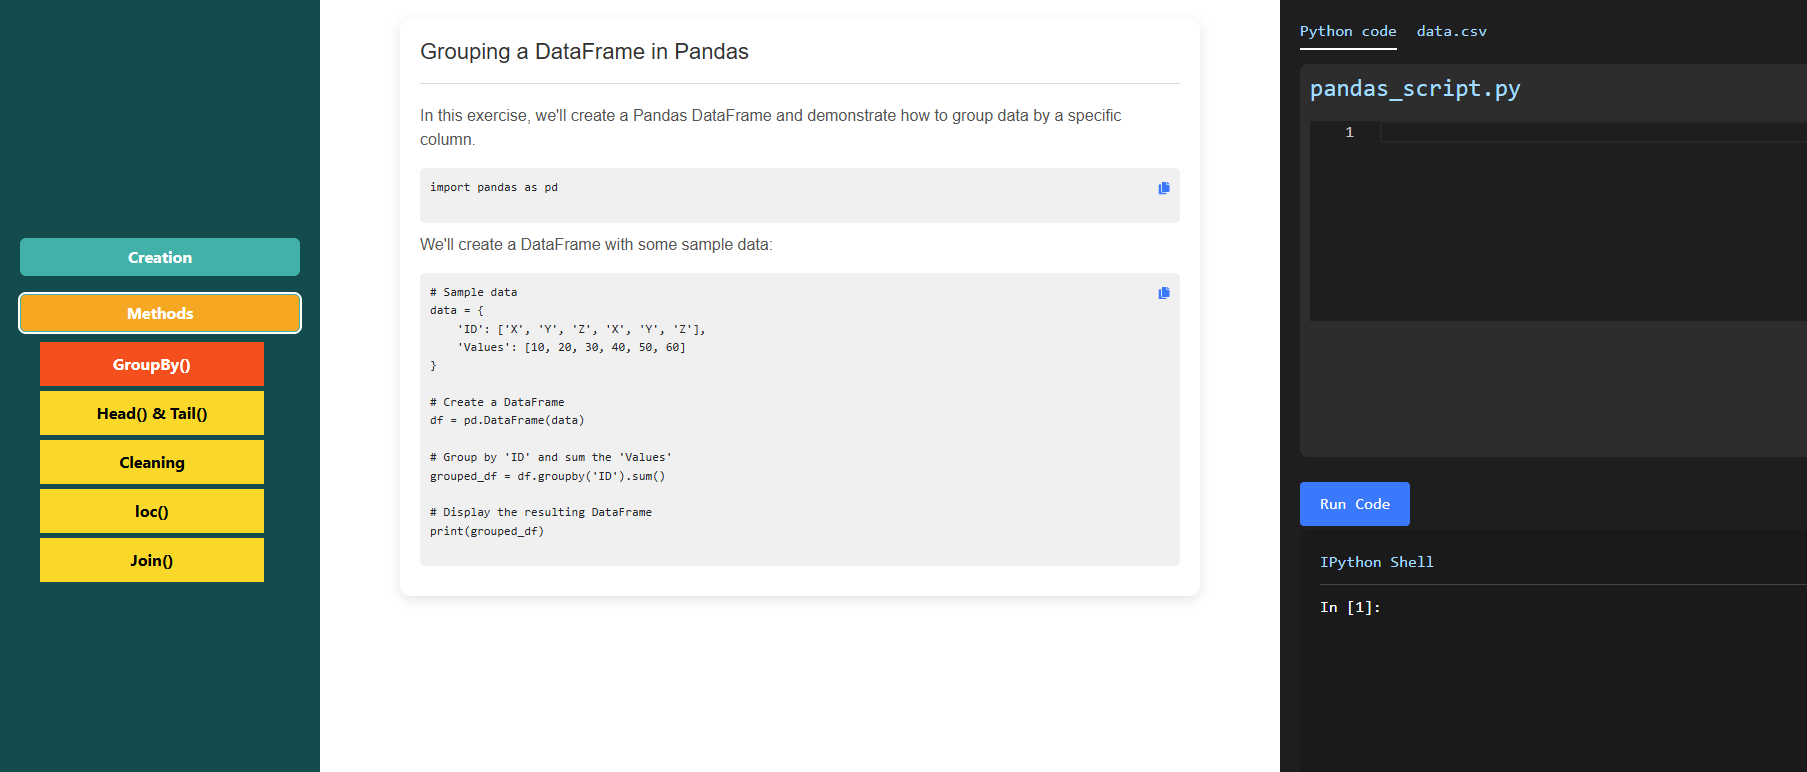 Creation
Methods
GroupBy()
Head() & Tail()
Cleaning
loc()
Join()
Grouping a DataFrame in Pandas
In this exercise, we'll create a Pandas DataFrame and demonstrate how to group data by a specific
column.
import pandas as pd
We'll create a DataFrame with some sample data:
# Sample data
data = {
    'ID': ['X', 'Y', 'Z', 'X', 'Y', 'Z'],
    'Values': [10, 20, 30, 40, 50, 60]
}
# Create a DataFrame
df = pd.DataFrame(data)
# Group by 'ID' and sum the 'Values'
grouped_df = df.groupby('ID').sum()
# Display the resulting DataFrame
print(grouped_df)
Python code data.csv
pandas_script.py
1
Run Code
IPython Shell
In [1]: